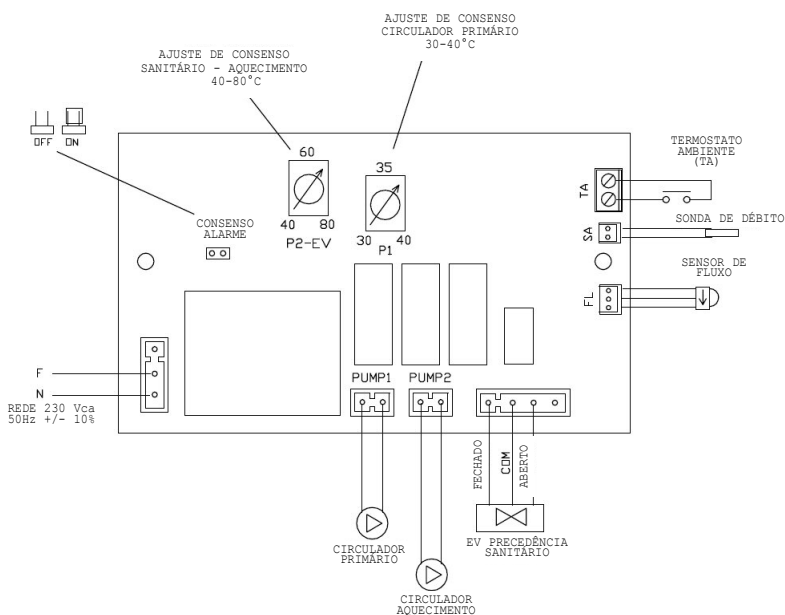 AJUSTE DE CONSENSO
CIRCULADOR PRIMÁRIO
30-40°C
AJUSTE DE CONSENSO
SANITÁRIO - AQUECIMENTO
40-80°C
OFF ON
60
35
CONSENSO
ALARME
40 80
P2-EV
30 40
P1
TA
TERMOSTATO
AMBIENTE
(TA)
SA
SONDA DE DÉBITO
FL
SENSOR DE
FLUXO
F
N
REDE 230 Vca
50Hz +/- 10%
PUMP1 PUMP2
FECHADO
COM
ABERTO
EV PRECEDÊNCIA
SANITÁRIO
CIRCULADOR
PRIMÁRIO
CIRCULADOR
AQUECIMENTO